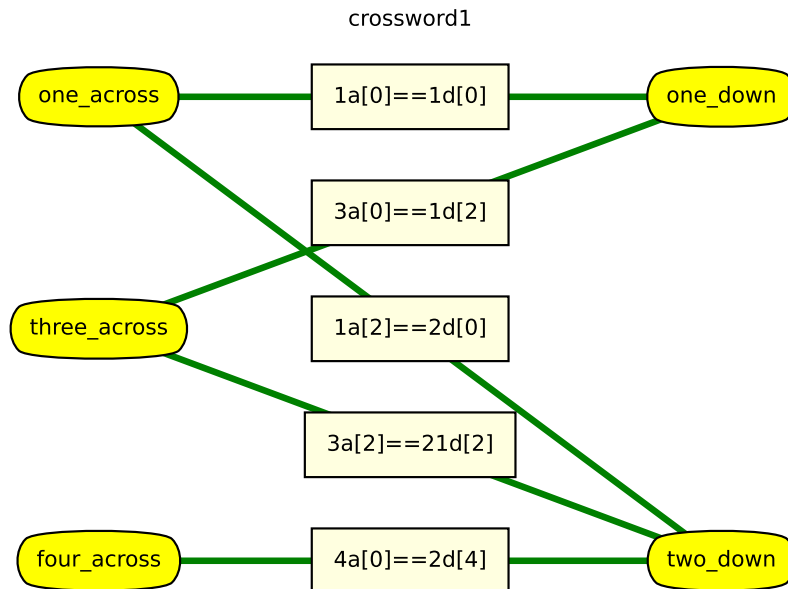 crossword1
one_across
1a[0]==1d[0]
one_down
3a[0]==1d[2]
three_across
1a[2]==2d[0]
3a[2]==21d[2]
four_across
4a[0]==2d[4]
two_down